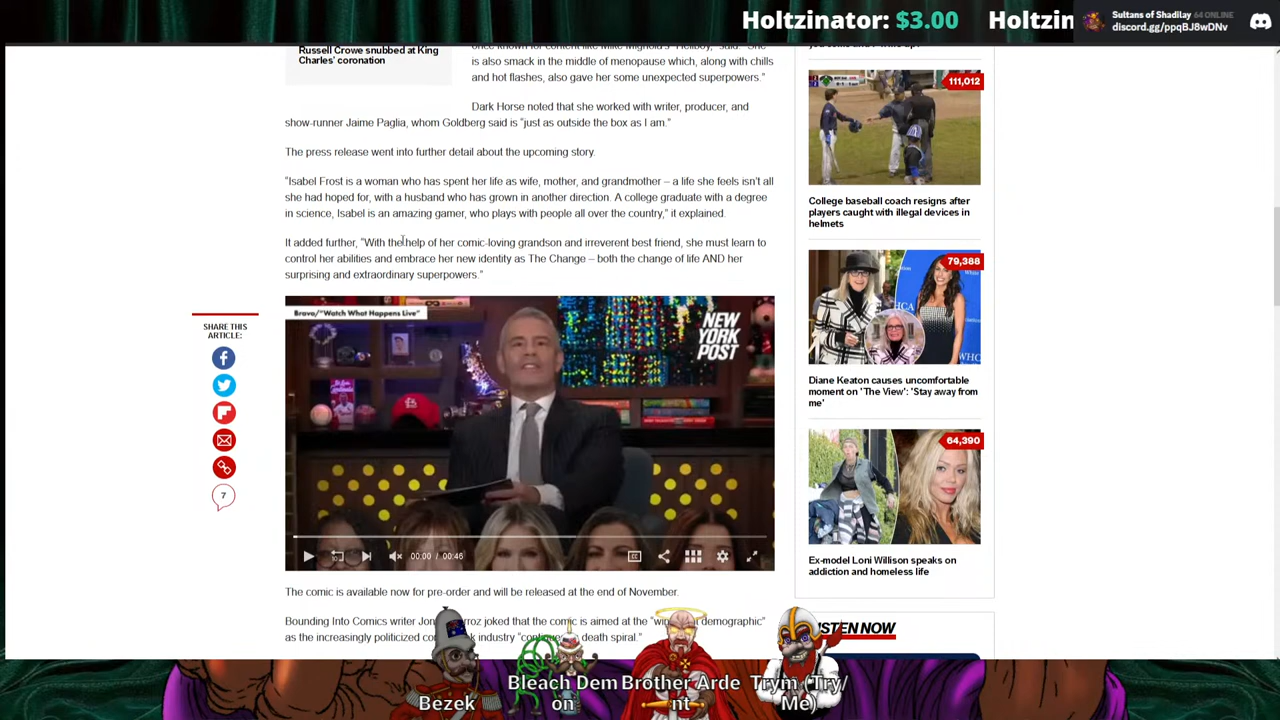 Holtzinator: $3.00 Holtzin
Sultans of Shadilay 64 ONLINE
discord.gg/ppqBJ8wDNv
Russell Crowe snubbed at King
Charles' coronation
is also smack in the middle of menopause which, along with chills
and hot flashes, also gave her some unexpected superpowers."
Dark Horse noted that she worked with writer, producer, and
show-runner Jaime Paglia, whom Goldberg said is "just as outside the box as I am."
The press release went into further detail about the upcoming story.
"Isabel Frost is a woman who has spent her life as wife, mother, and grandmother – a life she feels isn't all
she had hoped for, with a husband who has grown in another direction. A college graduate with a degree
in science, Isabel is an amazing gamer, who plays with people all over the country," it explained.
It added further, "With the help of her comic-loving grandson and irreverent best friend, she must learn to
control her abilities and embrace her new identity as The Change – both the change of life AND her
surprising and extraordinary superpowers."
SHARE THIS
ARTICLE:
7
Bravo/"Watch What Happens Live"
NEW
YORK
POST
10
00:00 / 00:46
CC
The comic is available now for pre-order and will be released at the end of November.
Bounding Into Comics writer Jon joked that the comic is aimed at the demographic"
as the increasingly politicized industry death spiral."
111,012
College baseball coach resigns after
players caught with illegal devices in
helmets
79,388
WHCA
WHC
Diane Keaton causes uncomfortable
moment on 'The View': 'Stay away from
me'
64,390
Ex-model Loni Willison speaks on
addiction and homeless life
NOW
Bezek
Bleach Dem
on
Brother Arde
nt
Trym (Try/
Me)